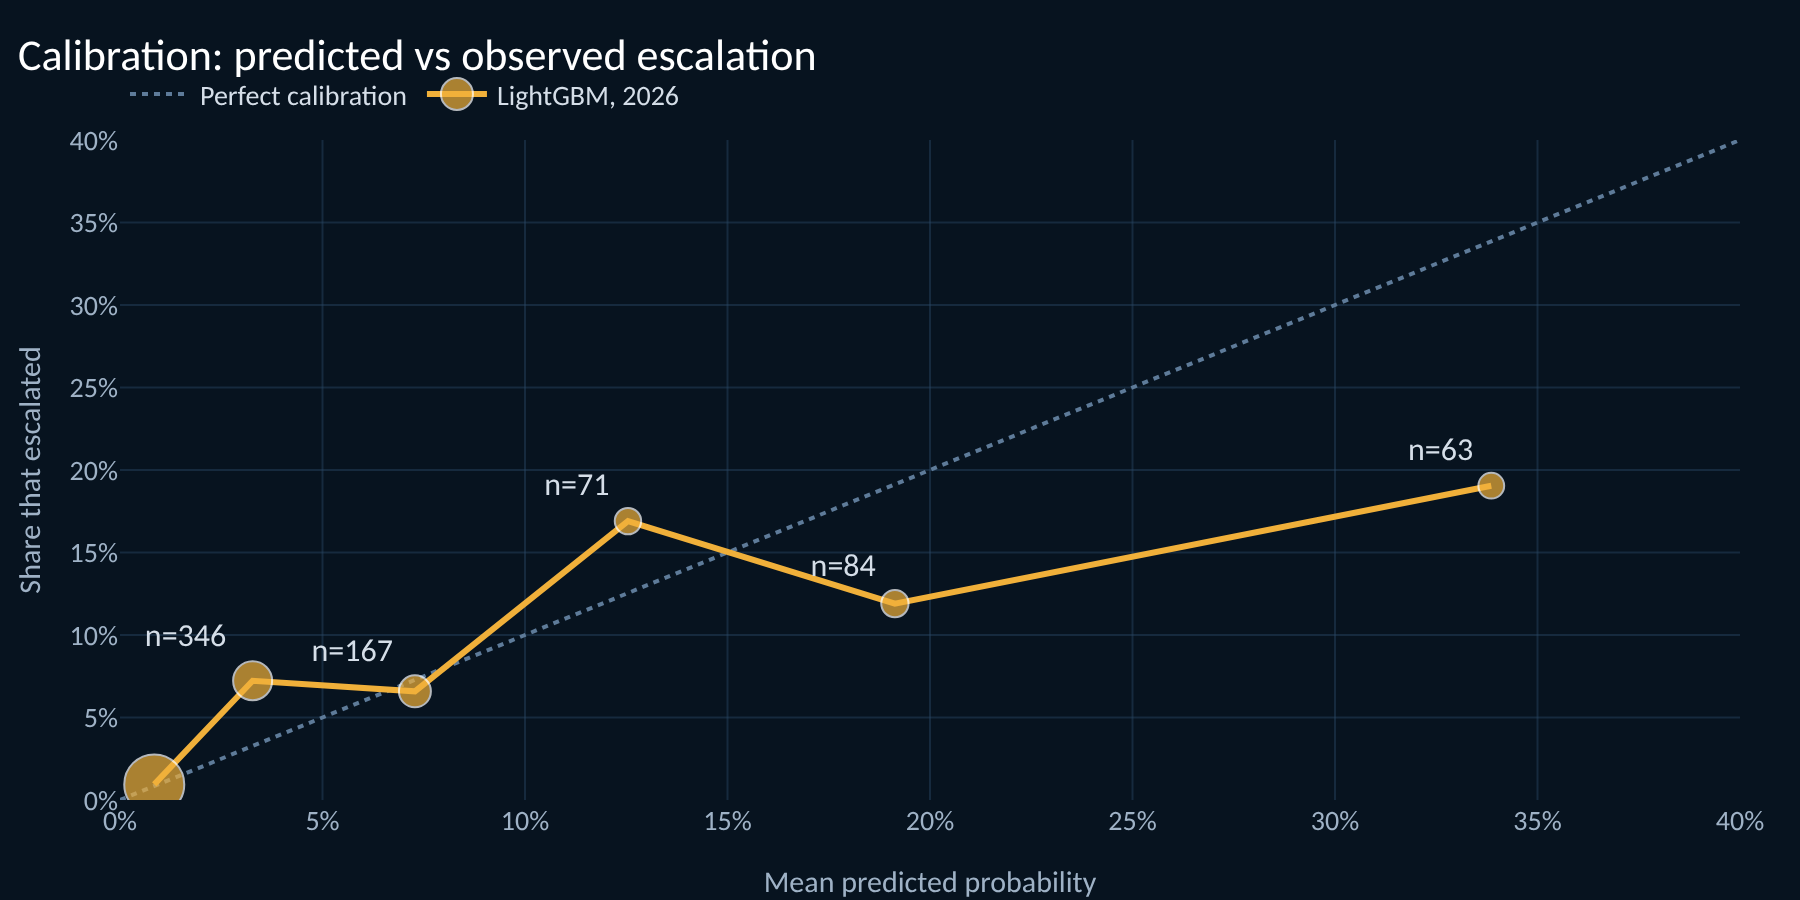 Calibration: predicted vs observed escalation
Perfect calibration
LightGBM, 2026
40%
35%
30%
25%
20%
15%
10%
5%
0%
Share that escalated
n=346
n=167
n=71
n=84
n=63
0%
5%
10%
15%
20%
25%
30%
35%
40%
Mean predicted probability